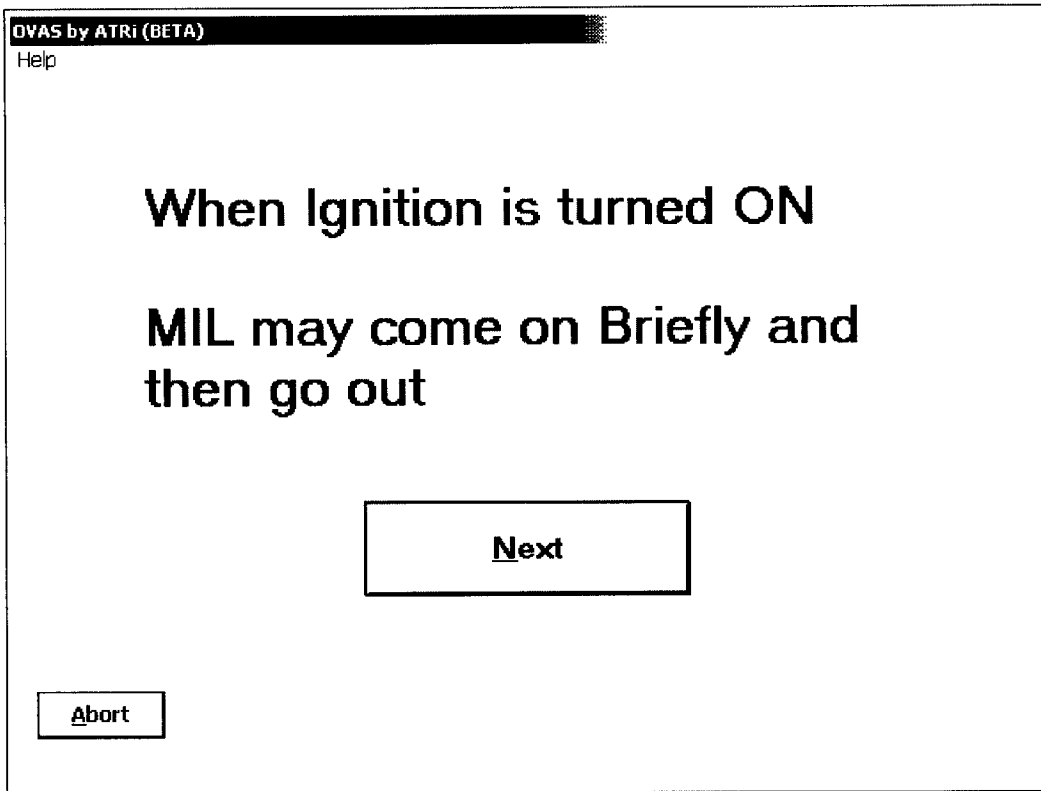 OVAS by ATRi (BETA)
Help
When Ignition is turned ON
MIL may come on Briefly and
then go out
Next
Abort